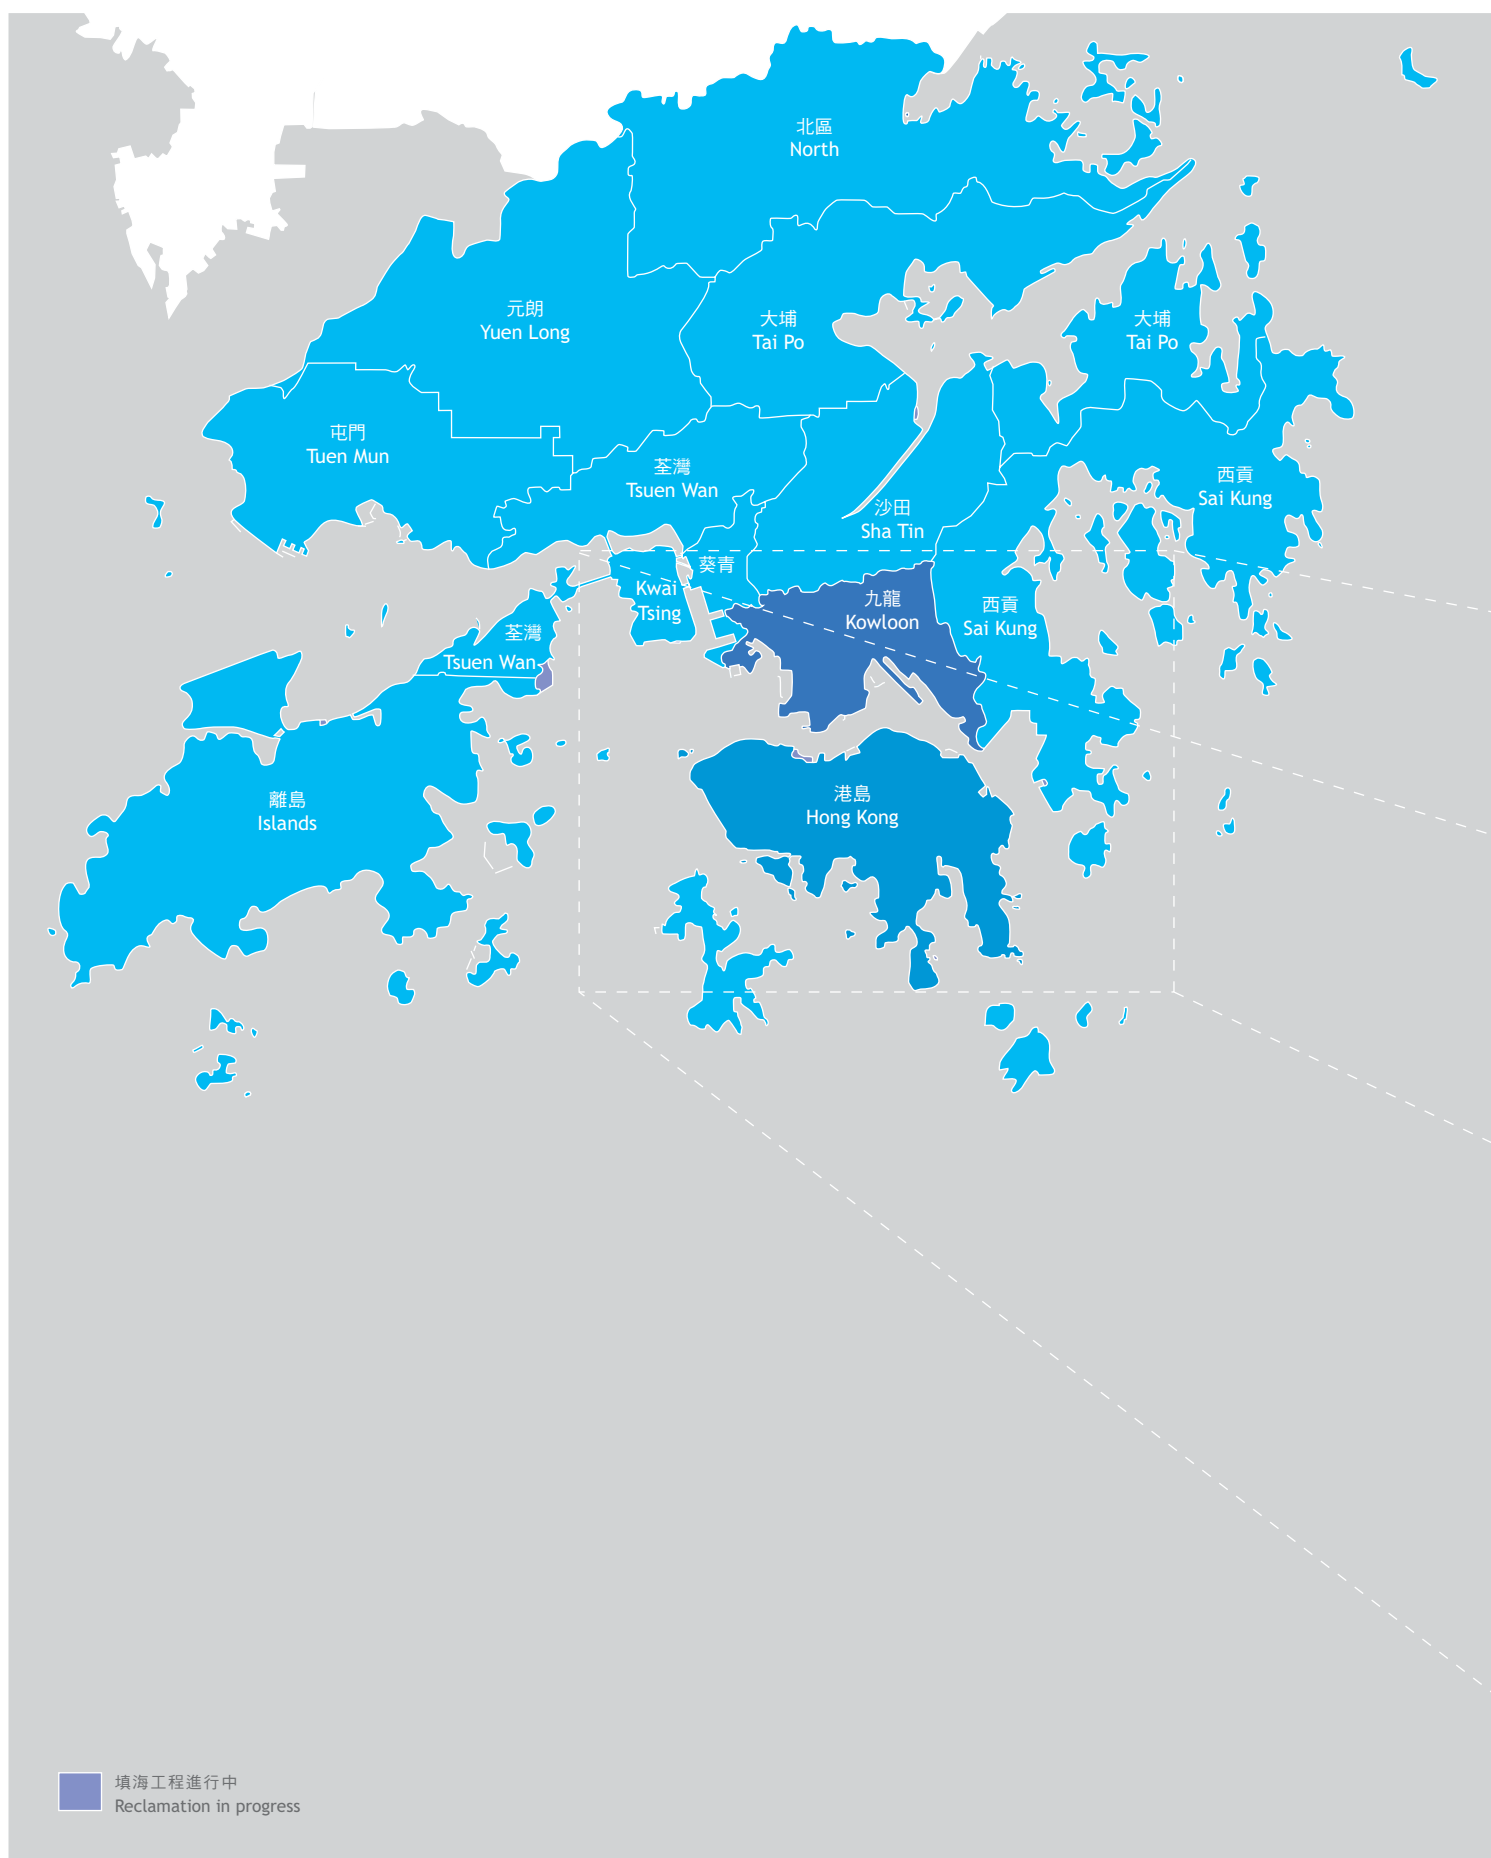 北區
North
元朗
Yuen Long
大埔
Tai Po
大埔
Tai Po
屯門
Tuen Mun
荃灣
Tsuen Wan
西貢
Sai Kung
沙田
Sha Tin
葵青
Kwai
Tsing
九龍
Kowloon
西貢
Sai Kung
荃灣
Tsuen Wan
離島
Islands
港島
Hong Kong
填海工程進行中
Reclamation in progress